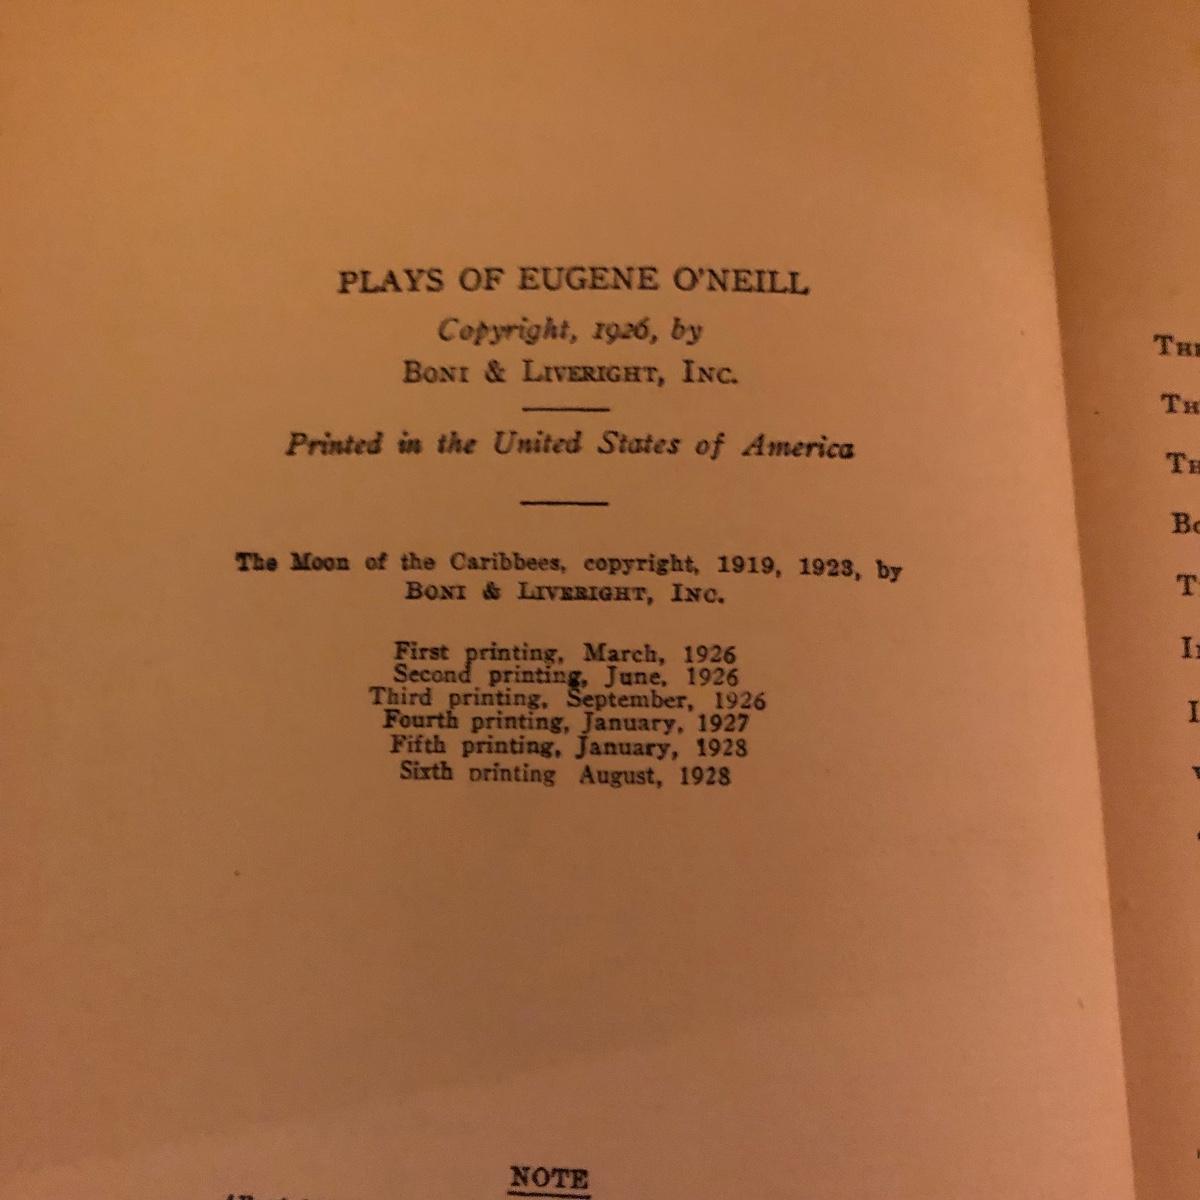 PLAYS OF EUGENE O'NEILL
Copyright, 1926, by
BONI & LIVERIGHT, INC.
Printed in the United States of America
The Moon of the Caribbees, copyright, 1919, 1923, by
BONI & LIVERIGHT, INC.
First printing, March, 1926
Second printing, June, 1926
Third printing, September, 1926
Fourth printing, January, 1927
Fifth printing, January, 1928
Sixth printing August, 1928
NOTE